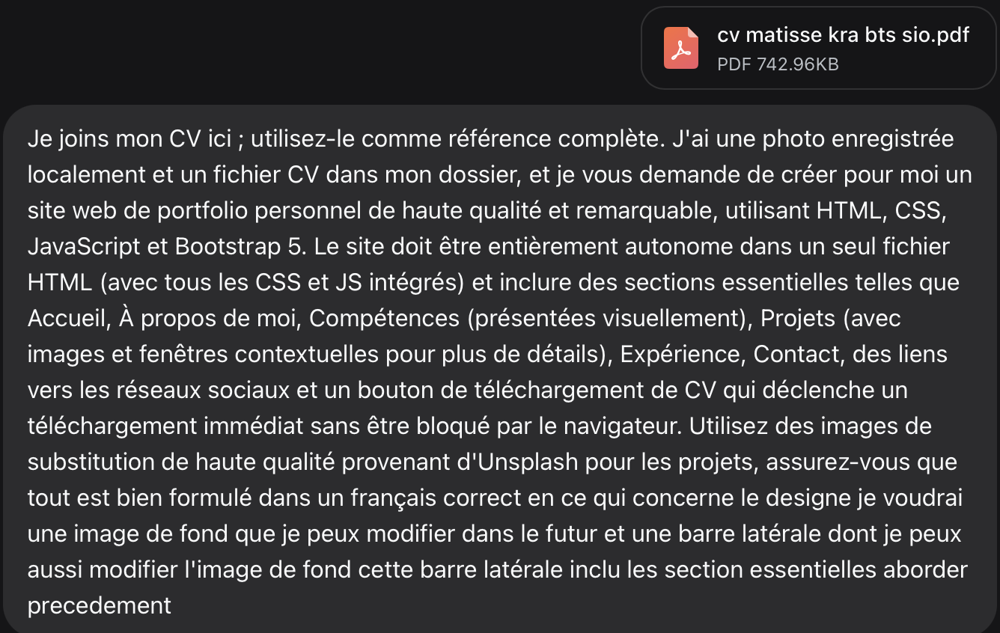 cv matisse kra bts sio.pdf
PDF 742.96KB
Je joins mon CV ici ; utilisez-le comme référence complète. J'ai une photo enregistrée
localement et un fichier CV dans mon dossier, et je vous demande de créer pour moi un
site web de portfolio personnel de haute qualité et remarquable, utilisant HTML, CSS,
JavaScript et Bootstrap 5. Le site doit être entièrement autonome dans un seul fichier
HTML (avec tous les CSS et JS intégrés) et inclure des sections essentielles telles que
Accueil, À propos de moi, Compétences (présentées visuellement), Projets (avec
images et fenêtres contextuelles pour plus de détails), Expérience, Contact, des liens
vers les réseaux sociaux et un bouton de téléchargement de CV qui déclenche un
téléchargement immédiat sans être bloqué par le navigateur. Utilisez des images de
substitution de haute qualité provenant d'Unsplash pour les projets, assurez-vous que
tout est bien formulé dans un français correct en ce qui concerne le designe je voudrai
une image de fond que je peux modifier dans le futur et une barre latérale dont je peux
aussi modifier l'image de fond cette barre latérale inclu les section essentielles aborder
precedement